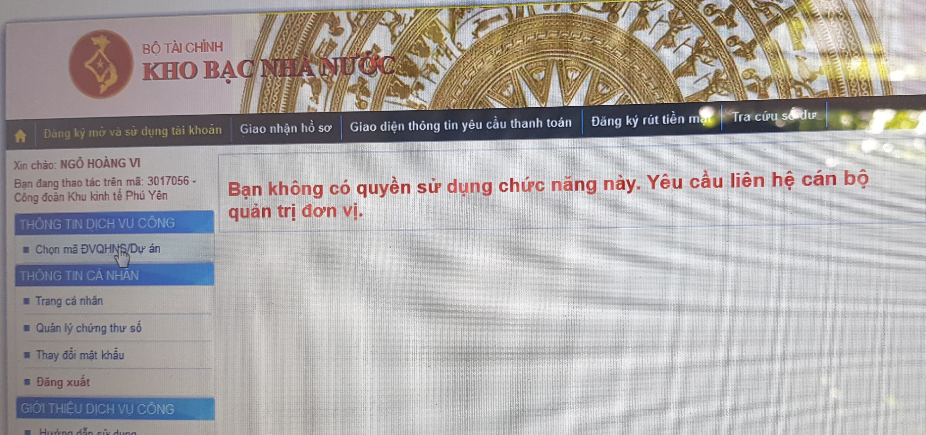 BỘ TÀI CHÍNH
KHO BẠC NHÀ NƯỚC
Đăng ký mở và sử dụng tài khoản
Giao nhận hồ sơ
Giao diện thông tin yêu cầu thanh toán
Đăng ký rút tiền mặt
Tra cứu số dư
Xin chào: NGÔ HOÀNG VI
Bạn đang thao tác trên mã: 3017056 -
Công đoàn Khu kinh tế Phú Yên
THÔNG TIN DỊCH VỤ CÔNG
Chọn mã ĐVQHNS/Dự án
THÔNG TIN CÁ NHÂN
Trang cá nhân
Quản lý chứng thư số
Thay đổi mật khẩu
Đăng xuất
GIỚI THIỆU DỊCH VỤ CÔNG
Hướng dẫn sử dụng
Bạn không có quyền sử dụng chức năng này. Yêu cầu liên hệ cán bộ
quản trị đơn vị.